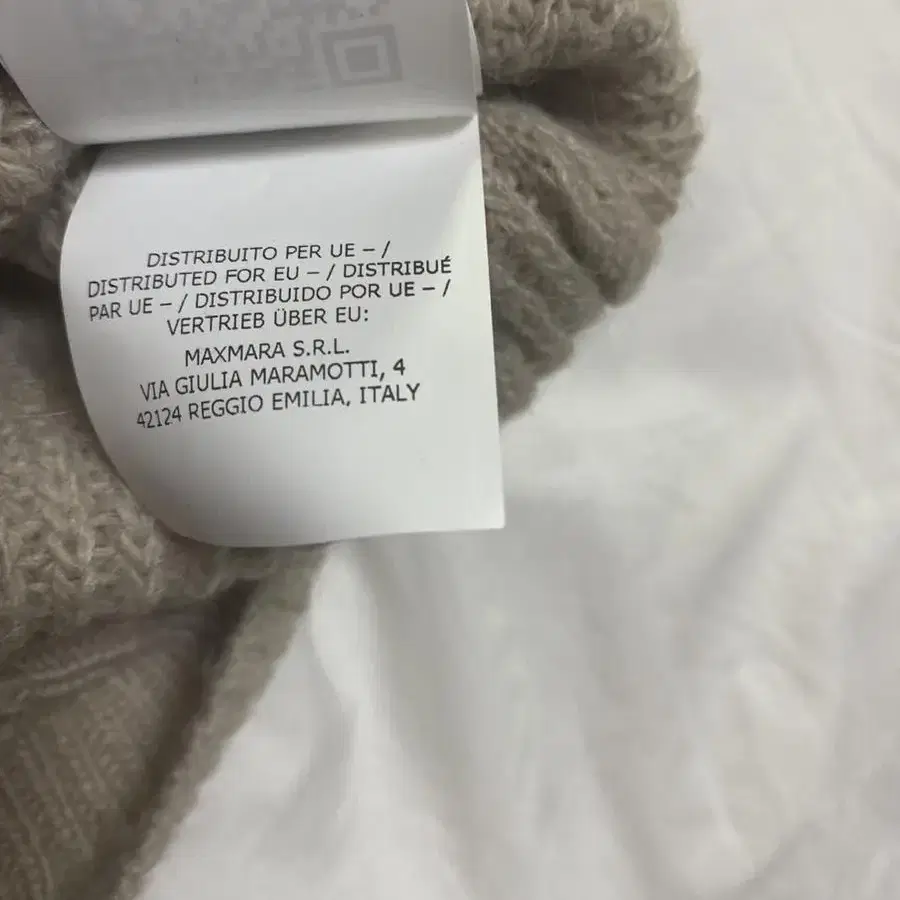 DISTRIBUITO PER UE – /
DISTRIBUTED FOR EU – / DISTRIBUÉ
PAR UE – / DISTRIBUIDO POR UE – /
VERTRIEB ÜBER EU:
MAXMARA S.R.L.
VIA GIULIA MARAMOTTI, 4
42124 REGGIO EMILIA, ITALY